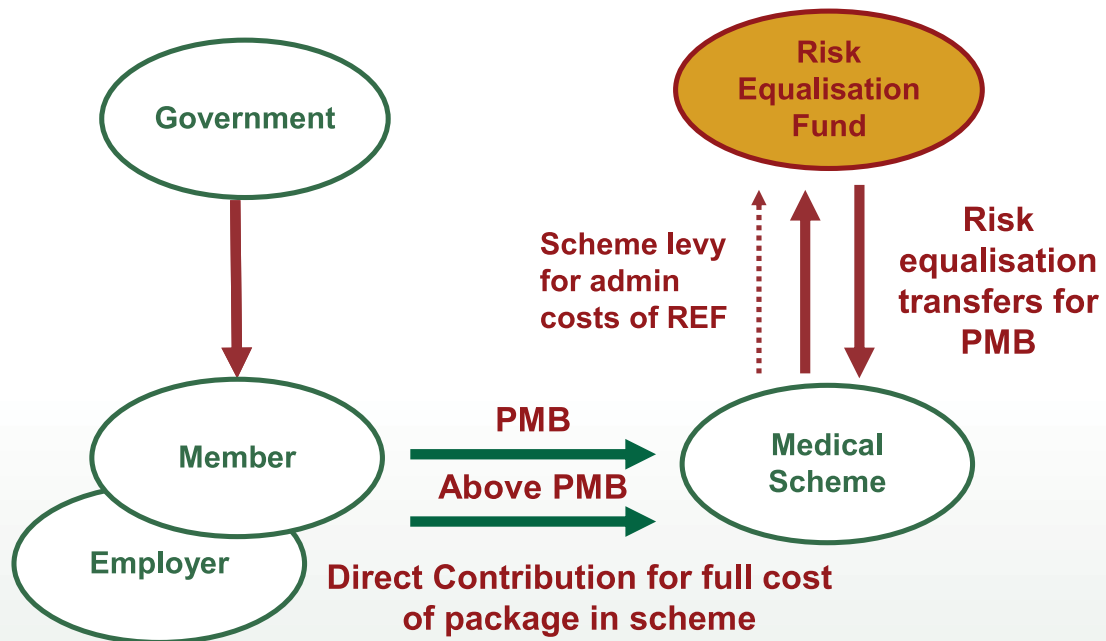 Government
Risk
Equalisation
Fund
Scheme levy
for admin
costs of REF
Risk
equalisation
transfers for
PMB
Member
Employer
PMB
Above PMB
Medical
Scheme
Direct Contribution for full cost
of package in scheme